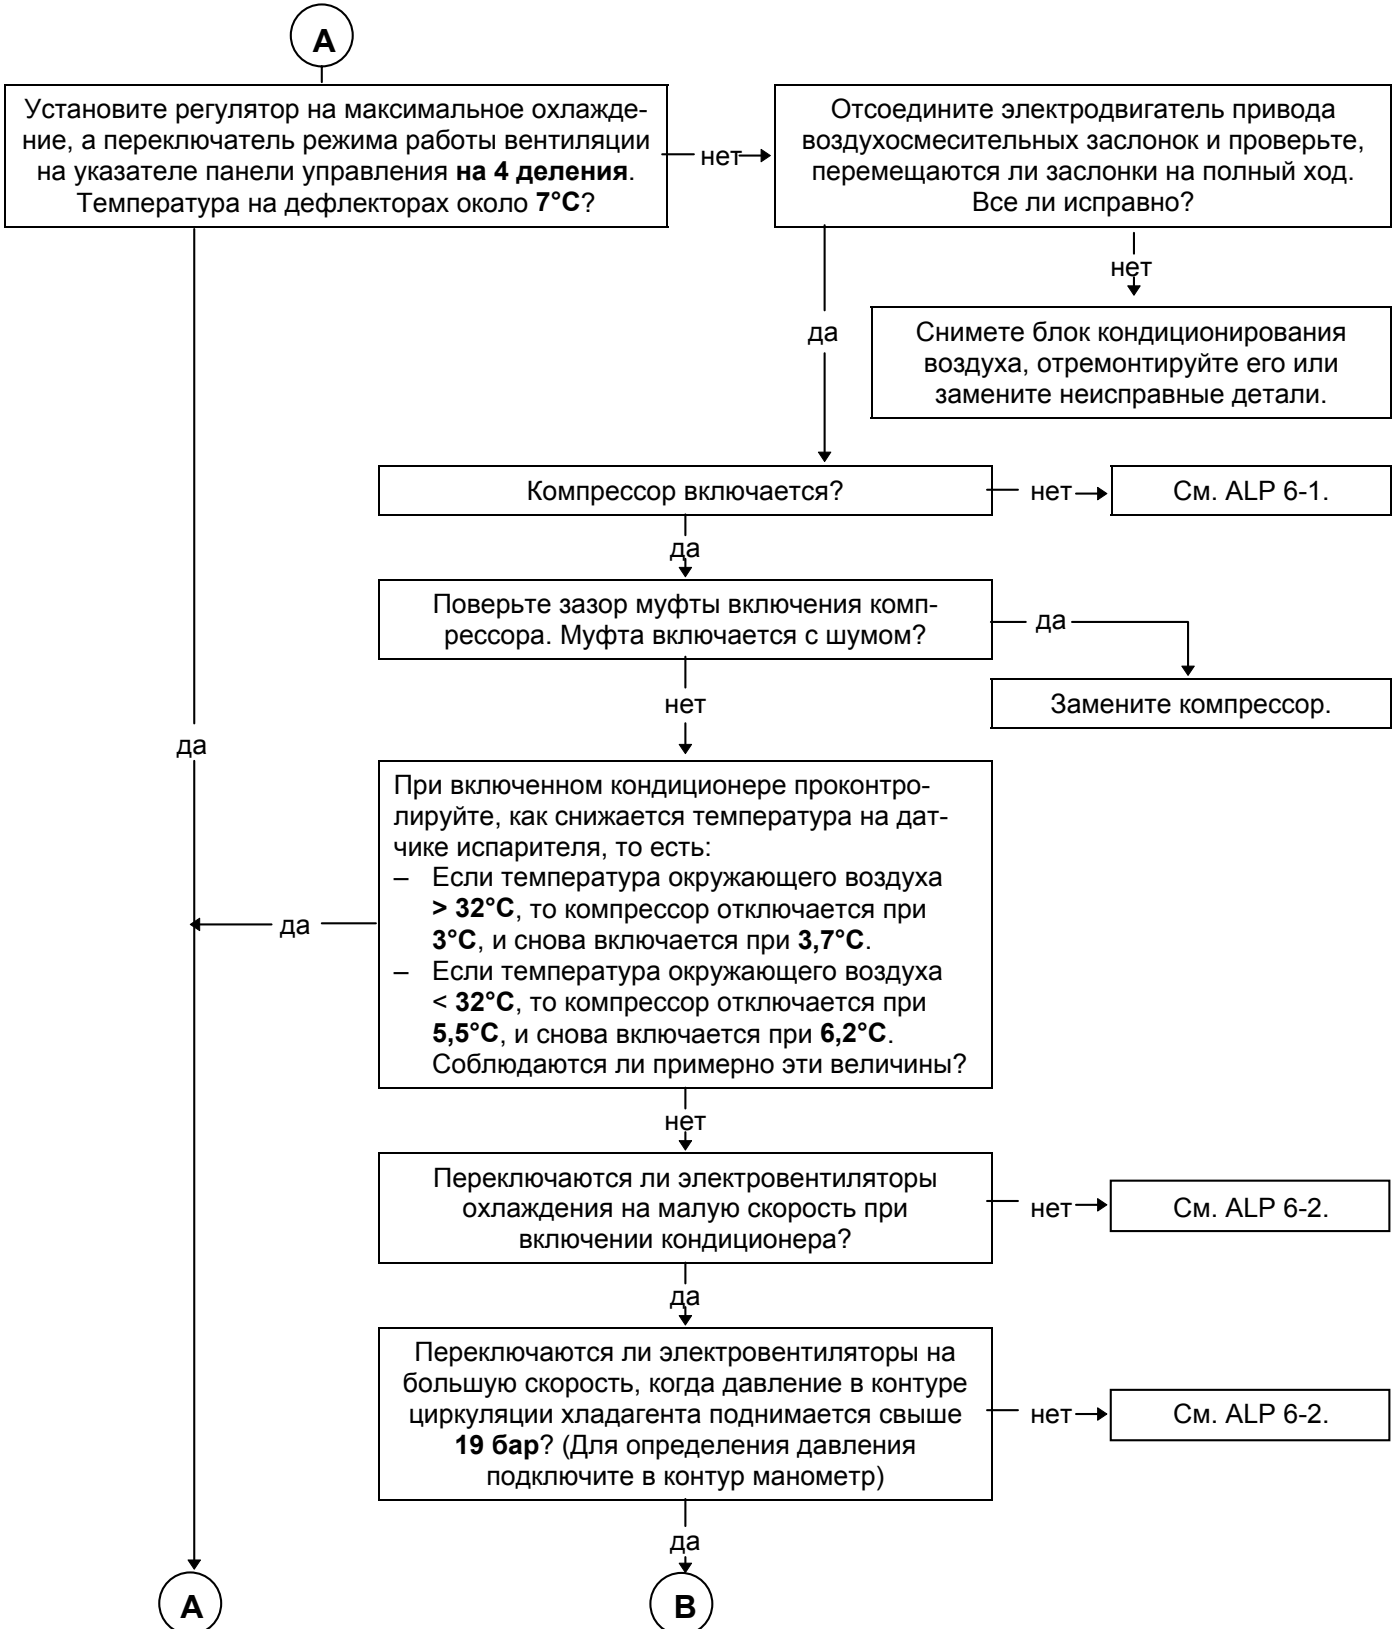 A
Установите регулятор на максимальное охлажде-
ние, а переключатель режима работы вентиляции
на указателе панели управления на 4 деления.
Температура на дефлекторах около 7°C?
нет
Отсоедините электродвигатель привода
воздухосмесительных заслонок и проверьте,
перемещаются ли заслонки на полный ход.
Все ли исправно?
нет
да
Снимете блок кондиционирования
воздуха, отремонтируйте его или
замените неисправные детали.
Компрессор включается?
нет
См. ALP 6-1.
да
Поверьте зазор муфты включения комп-
рессора. Муфта включается с шумом?
да
Замените компрессор.
нет
да
При включенном кондиционере проконтро-
лируйте, как снижается температура на дат-
чике испарителя, то есть:
– Если температура окружающего воздуха
> 32°C, то компрессор отключается при
3°C, и снова включается при 3,7°C.
– Если температура окружающего воздуха
< 32°C, то компрессор отключается при
5,5°C, и снова включается при 6,2°C.
Соблюдаются ли примерно эти величины?
да
нет
Переключаются ли электровентиляторы
охлаждения на малую скорость при
включении кондиционера?
нет
См. ALP 6-2.
да
Переключаются ли электровентиляторы на
большую скорость, когда давление в контуре
циркуляции хладагента поднимается свыше
19 бар? (Для определения давления
подключите в контур манометр)
нет
См. ALP 6-2.
да
A
B